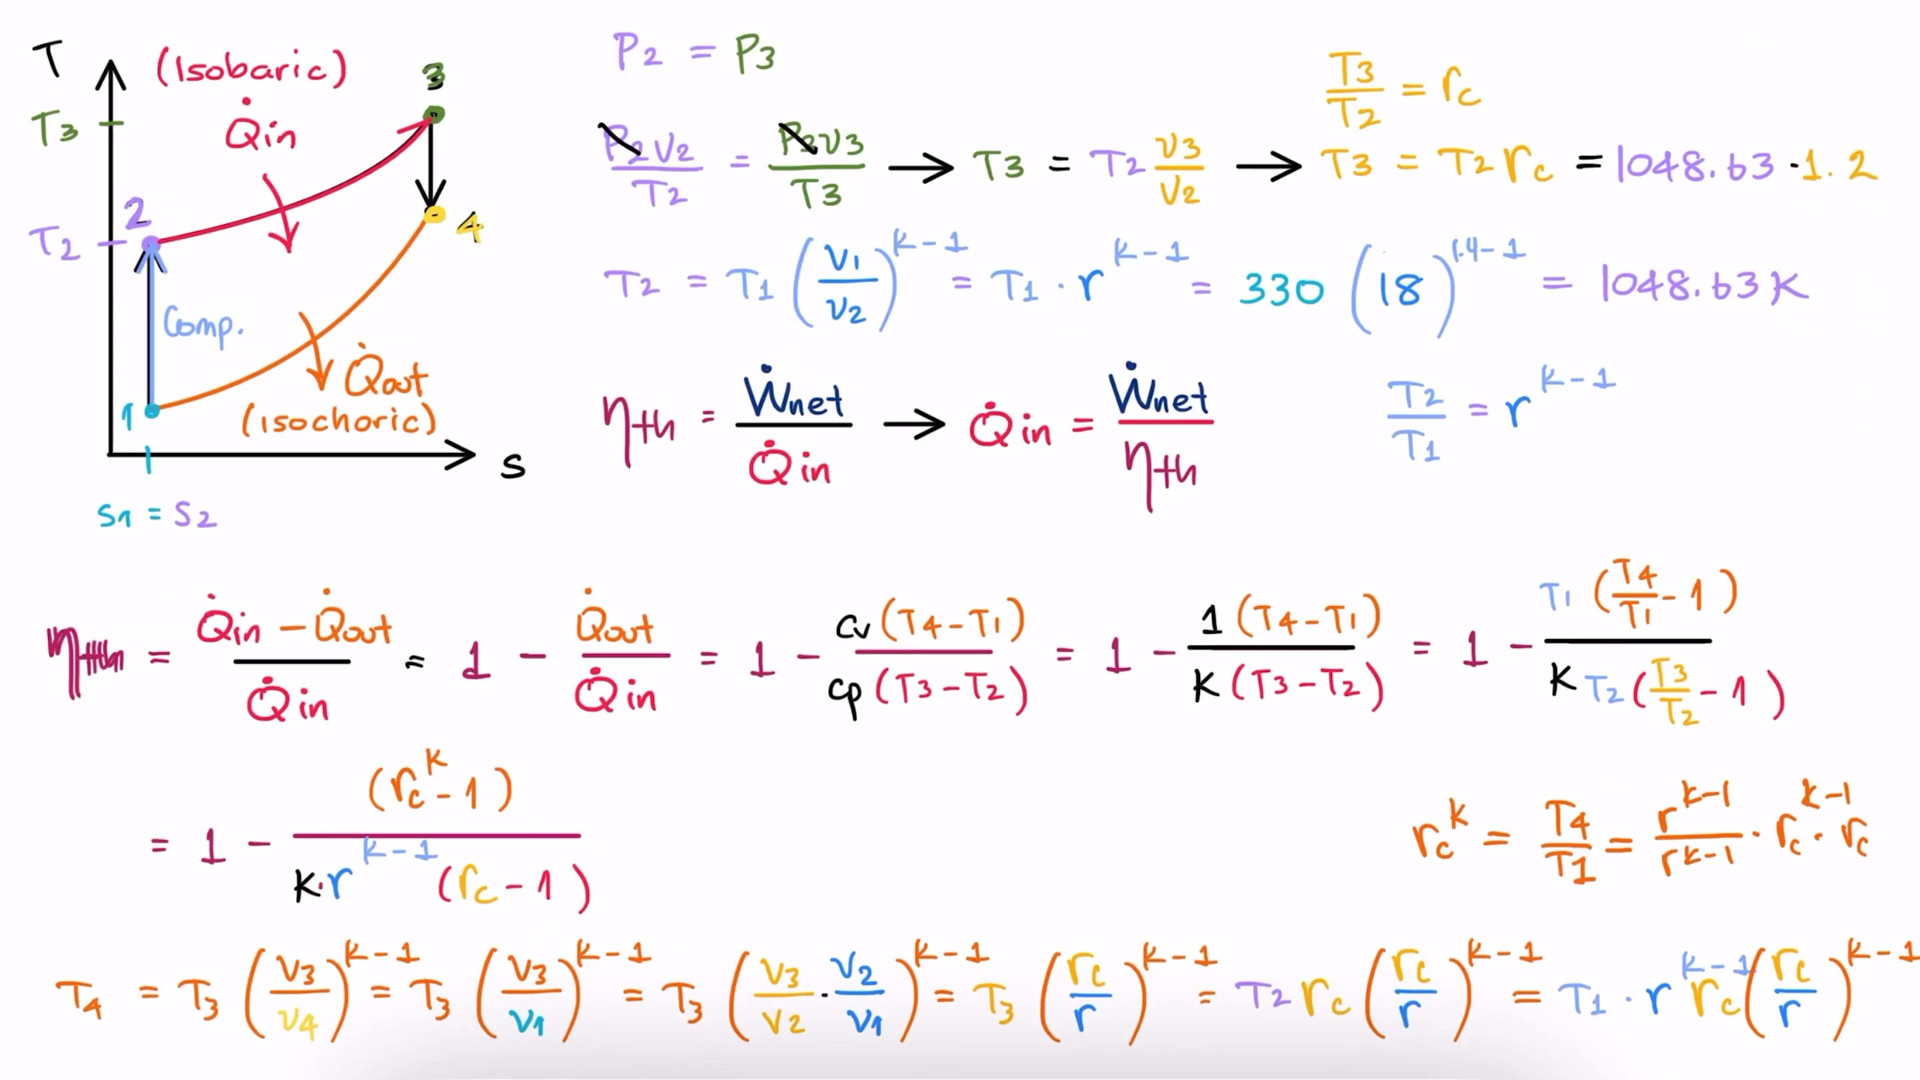 T
(Isobaric)
Q̇in
3
T3
2
T2
4
Comp.
Q̇out
(isochoric)
1
s
s1 = s2
P2 = P3
P2V2/T2 = P3V3/T3 → T3 = T2 V3/V2 → T3 = T2 rc = 1048.63 · 1.2
T3/T2 = rc
T2 = T1 (V1/V2)^(k-1) = T1 · r^(k-1) = 330 (18)^(1.4-1) = 1048.63K
ηth = Ẇnet/Q̇in → Q̇in = Ẇnet/ηth
T2/T1 = r^(k-1)
ηth = (Q̇in - Q̇out)/Q̇in = 1 - Q̇out/Q̇in = 1 - cv(T4-T1)/cp(T3-T2) = 1 - 1(T4-T1)/K(T3-T2) = 1 - T1(T4/T1 - 1)/K T2(T3/T2 - 1)
= 1 - (rc^k - 1)/K·r^(k-1)(rc - 1)
rc^k = T4/T1 = r^(k-1)/r^(k-1) · rc^(k-1) · rc
T4 = T3 (V3/V4)^(k-1) = T3 (V3/V1)^(k-1) = T3 (V3/V2 · V2/V1)^(k-1) = T3 (rc/r)^(k-1) = T2 rc (rc/r)^(k-1) = T1 · r^(k-1) rc (rc/r)^(k-1)